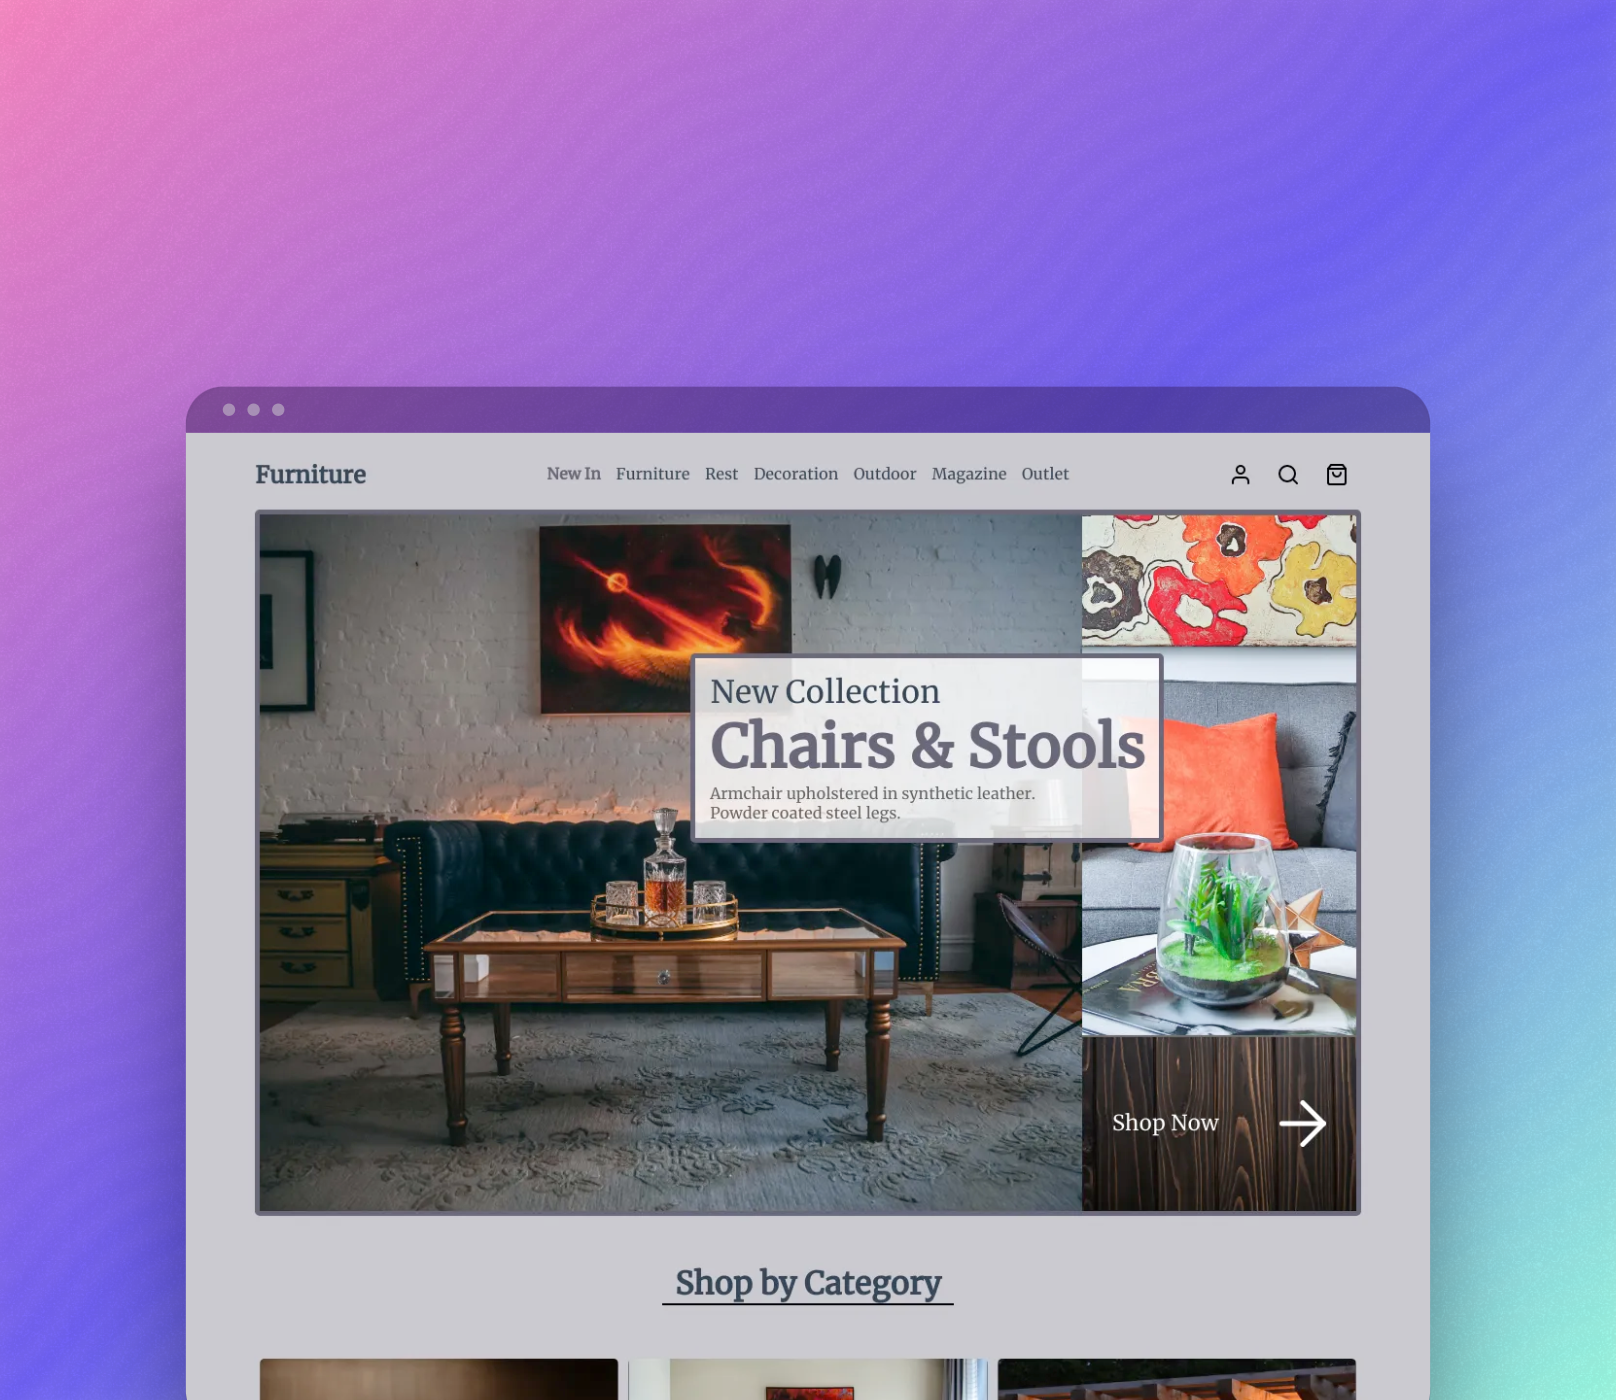 Furniture
New In Furniture Rest Decoration Outdoor Magazine Outlet
New Collection
Chairs & Stools
Armchair upholstered in synthetic leather.
Powder coated steel legs.
Shop Now
Shop by Category